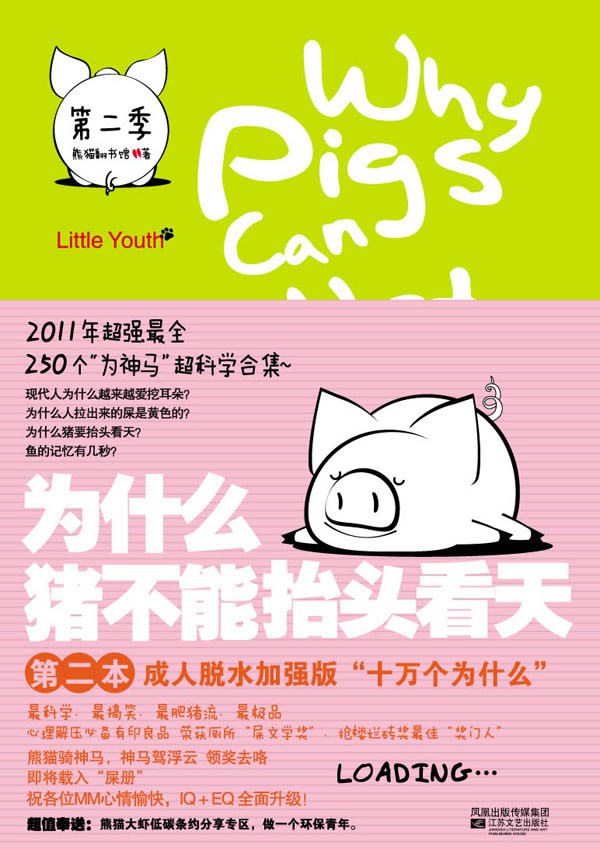 第二季
熊猫翻书馆 著
Little Youth
Why
Pigs
Can
Not
2011年超强最全
250个“为神马”超科学合集~
现代人为什么越来越爱挖耳朵?
为什么人拉出来的屎是黄色的?
为什么猪要抬头看天?
鱼的记忆有几秒?
为什么
猪不能抬头看天
第二本 成人脱水加强版“十万个为什么”
最科学、最搞笑、最肥猪流、最极品
心理解压必备有印良品 荣获厕所“屎文学奖”、抢楼烂砖奖最佳“奖门人”
熊猫骑神马，神马驾浮云 领奖去咯
即将载入“屎册”
祝各位MM心情愉快，IQ+EQ全面升级！
LOADING…
超值奉送：熊猫大虾低碳条约分享专区，做一个环保青年。
凤凰出版传媒集团
江苏文艺出版社
JIANGSU LITERATURE AND ART
PUBLISHING HOUSE